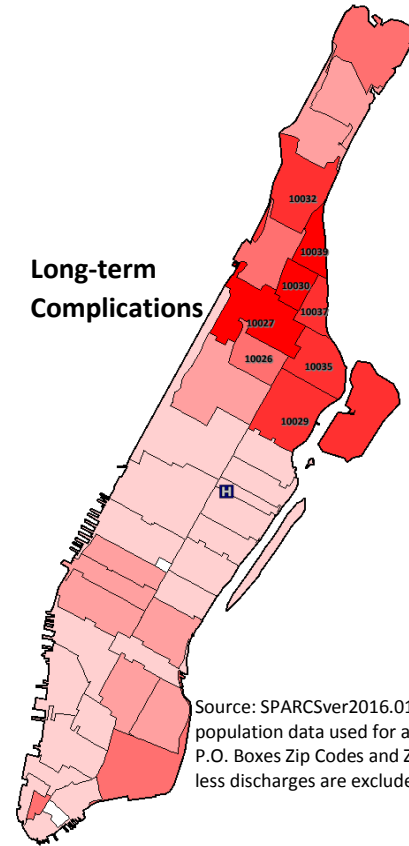 10032
10039
Long-term
10030
Complications
10037
10027
10026
10035
10029
H
Source: SPARCSver2016.01
population data used for a
P.O. Boxes Zip Codes and Z
less discharges are exclude